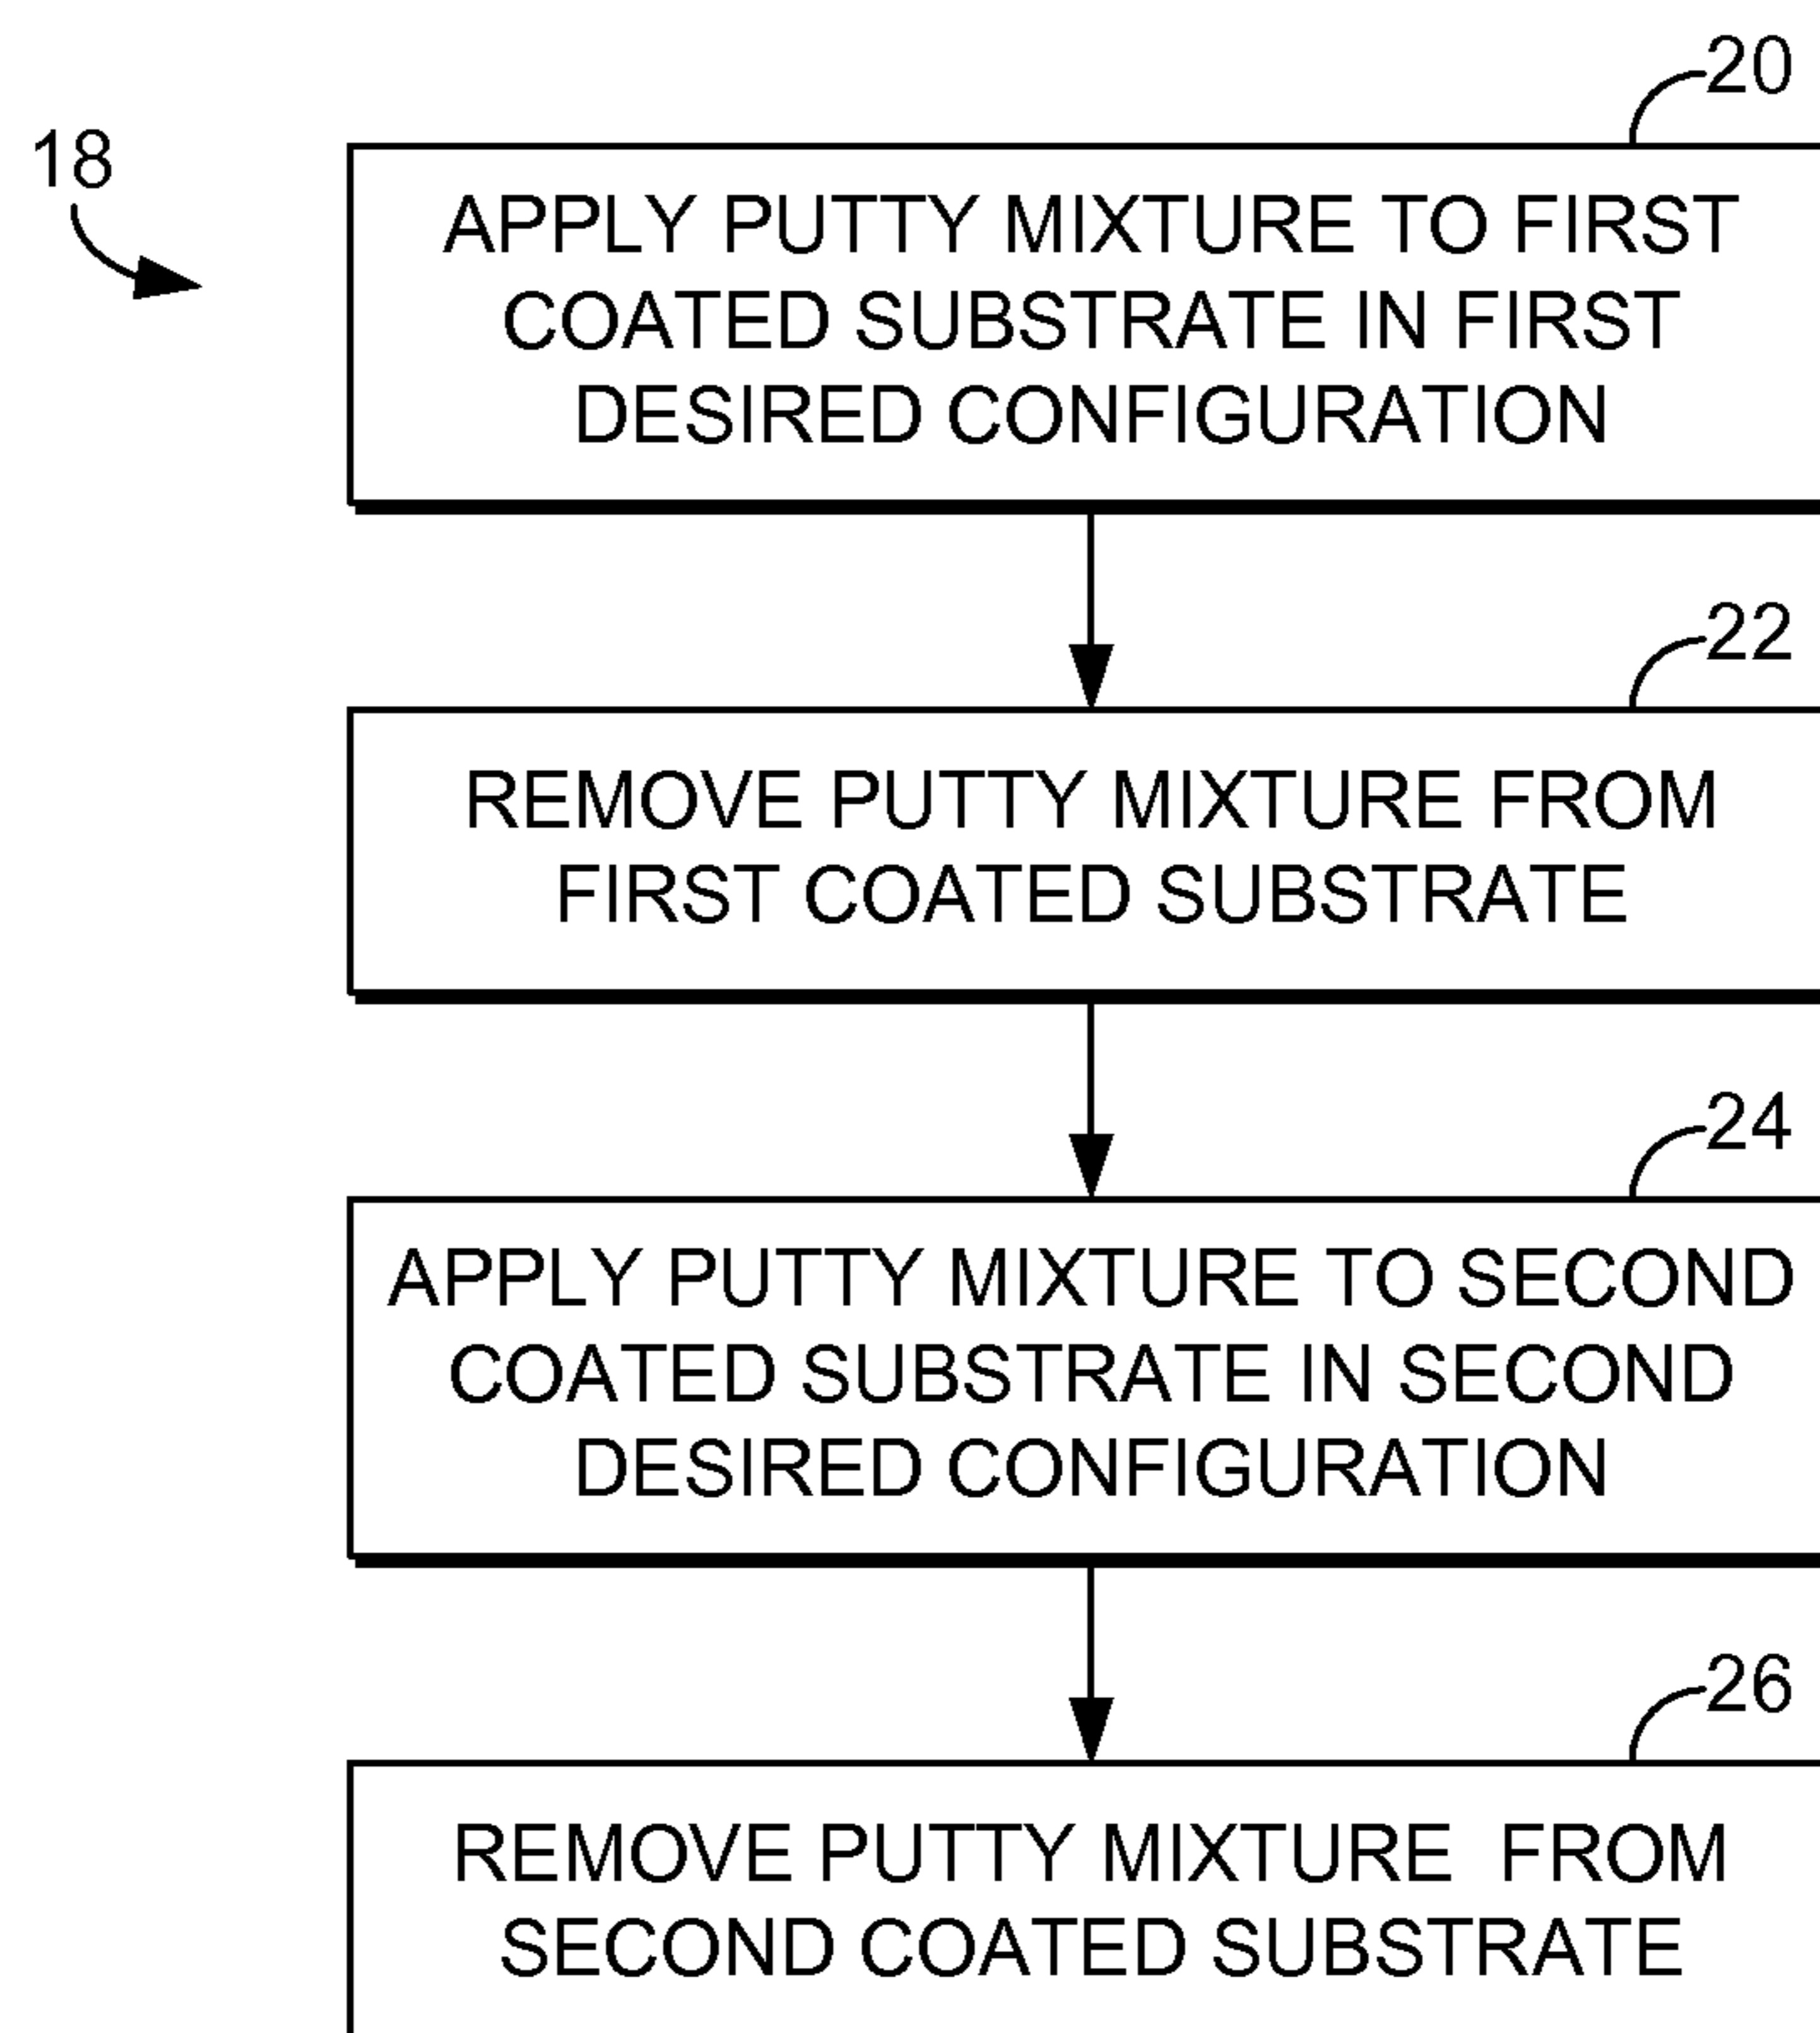 20
18
APPLY PUTTY MIXTURE TO FIRST
COATED SUBSTRATE IN FIRST
DESIRED CONFIGURATION
22
REMOVE PUTTY MIXTURE FROM
FIRST COATED SUBSTRATE
24
APPLY PUTTY MIXTURE TO SECOND
COATED SUBSTRATE IN SECOND
DESIRED CONFIGURATION
26
REMOVE PUTTY MIXTURE FROM
SECOND COATED SUBSTRATE